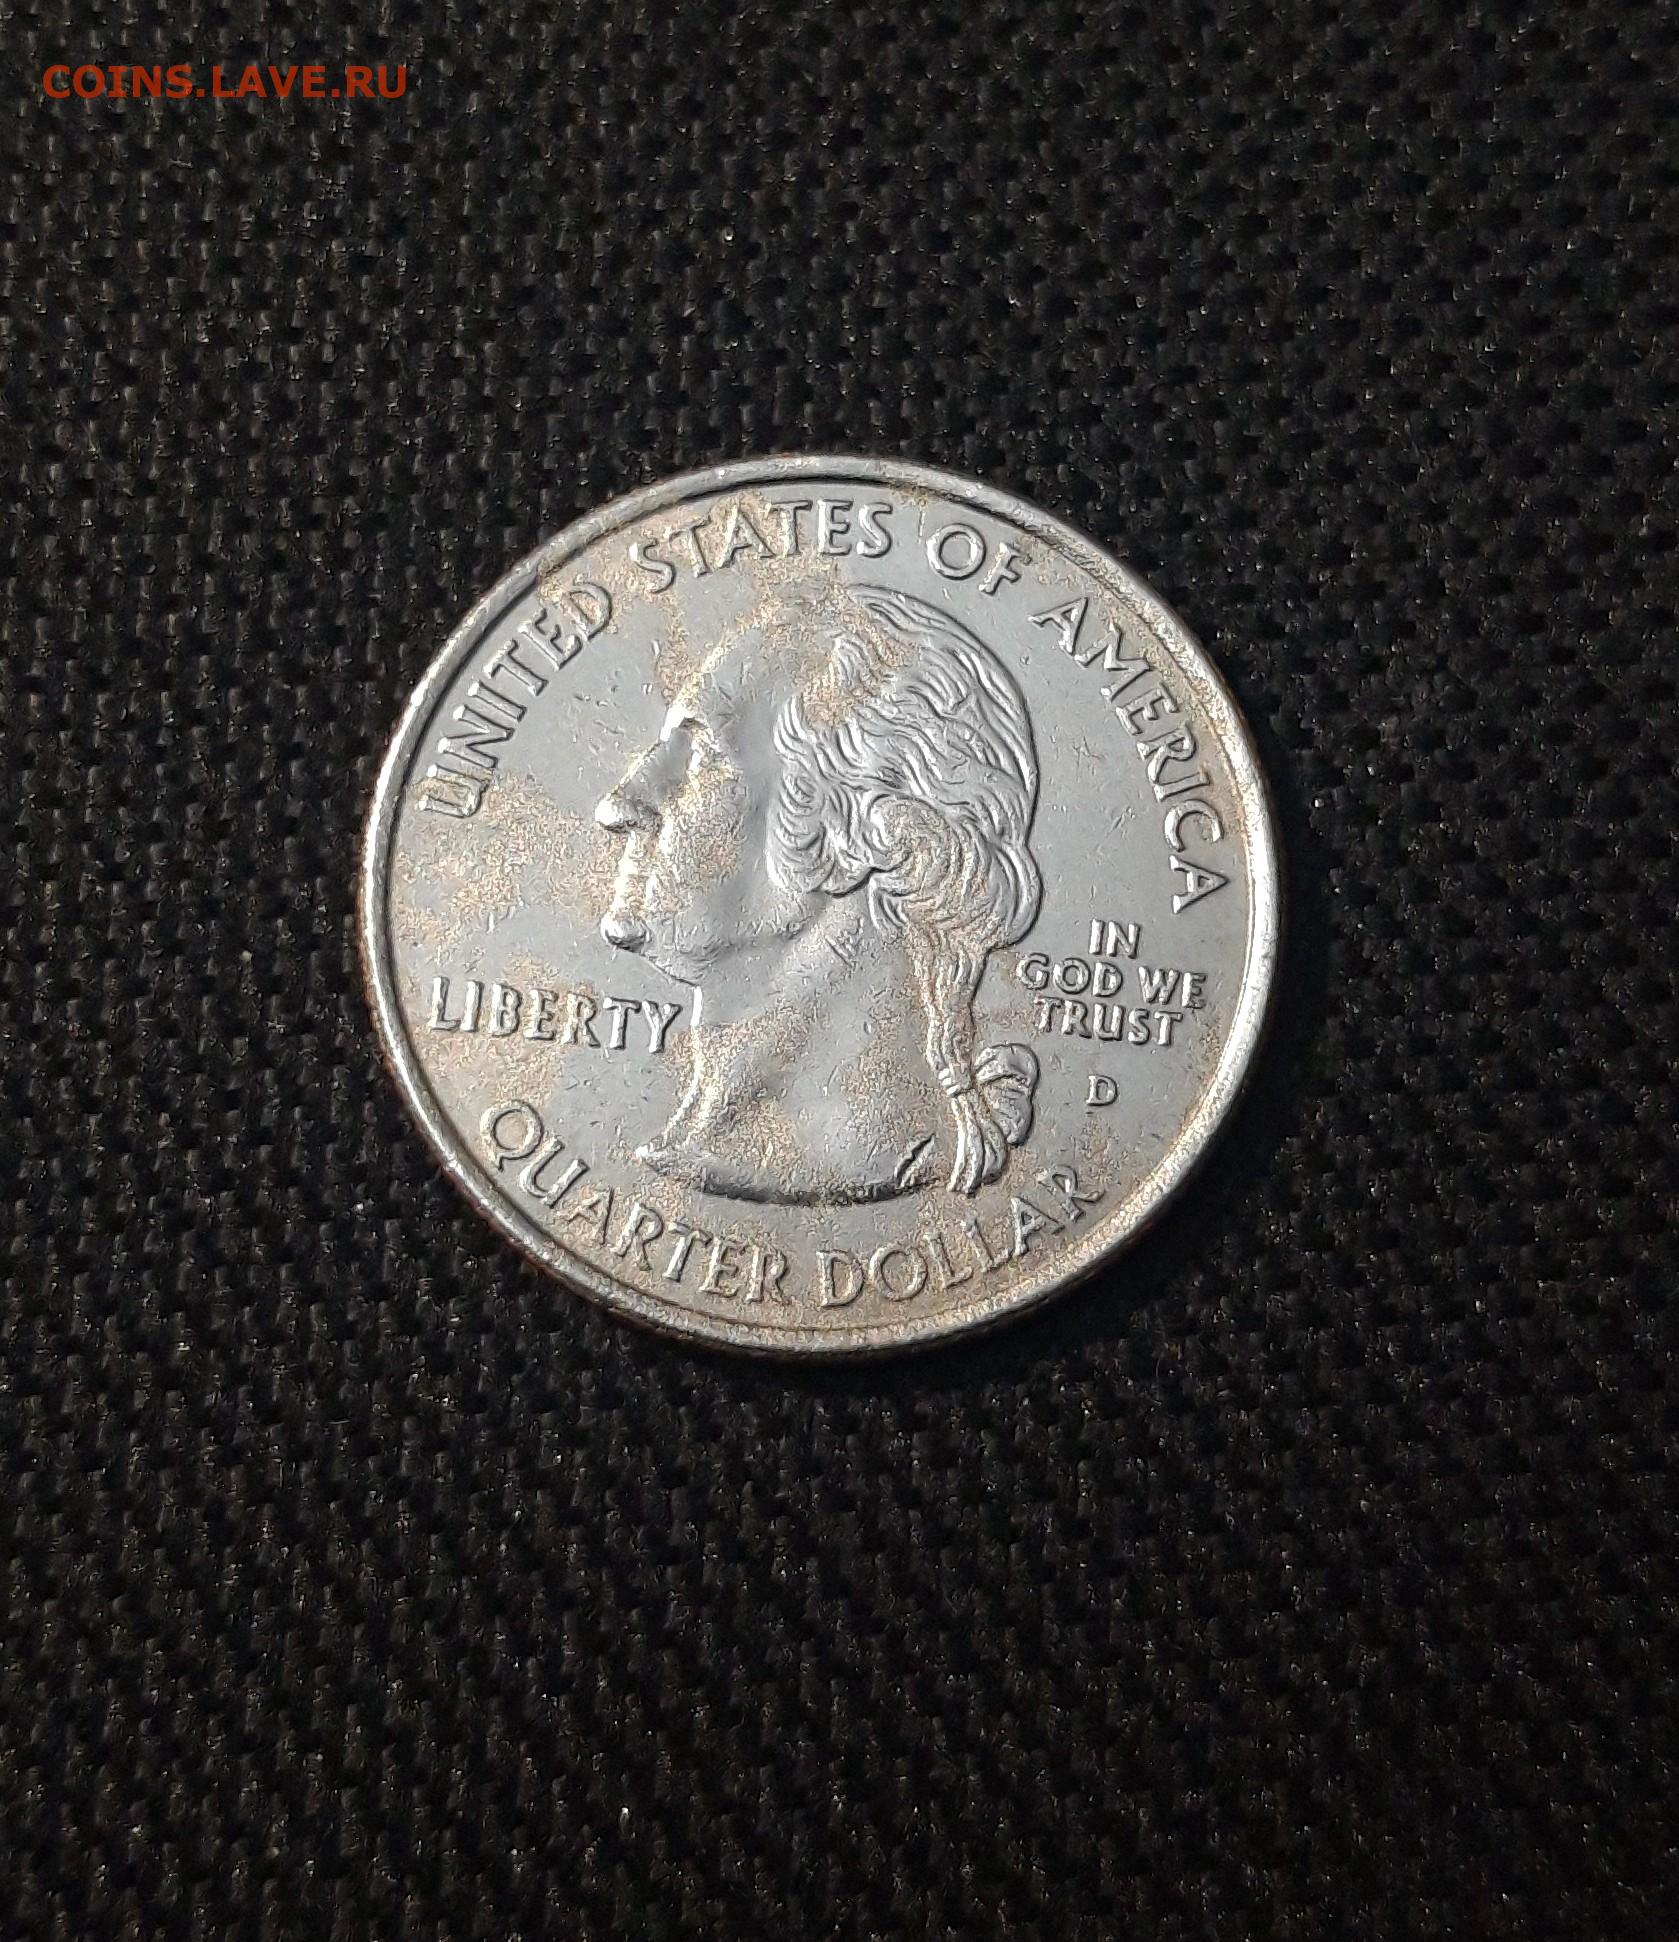 COINS.LAVE.RU
UNITED STATES OF AMERICA
LIBERTY
IN
GOD WE
TRUST
D
QUARTER DOLLAR